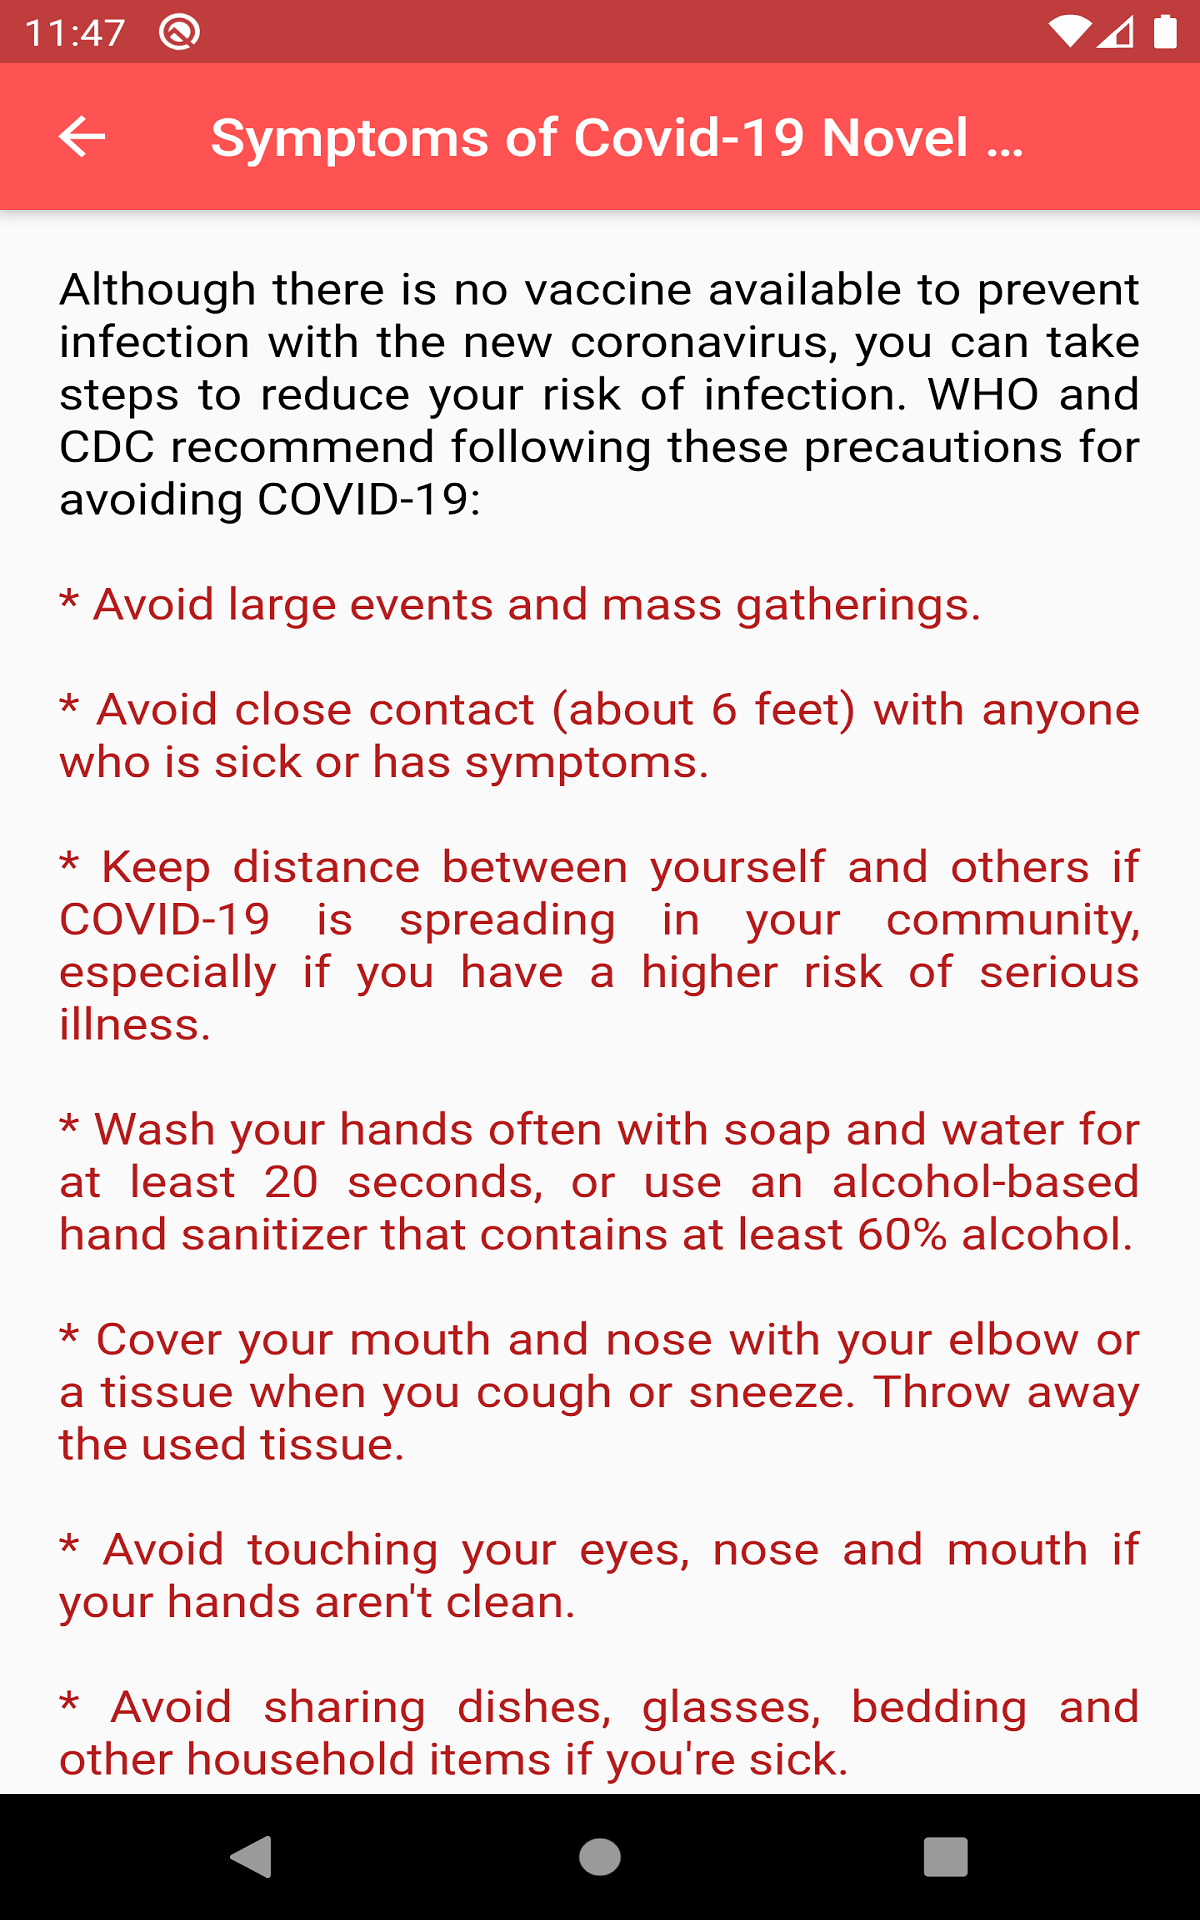 11:47
Symptoms of Covid-19 Novel ...
Although there is no vaccine available to prevent
infection with the new coronavirus, you can take
steps to reduce your risk of infection. WHO and
CDC recommend following these precautions for
avoiding COVID-19:
* Avoid large events and mass gatherings.
* Avoid close contact (about 6 feet) with anyone
who is sick or has symptoms.
* Keep distance between yourself and others if
COVID-19 is spreading in your community,
especially if you have a higher risk of serious
illness.
* Wash your hands often with soap and water for
at least 20 seconds, or use an alcohol-based
hand sanitizer that contains at least 60% alcohol.
* Cover your mouth and nose with your elbow or
a tissue when you cough or sneeze. Throw away
the used tissue.
* Avoid touching your eyes, nose and mouth if
your hands aren't clean.
* Avoid sharing dishes, glasses, bedding and
other household items if you're sick.